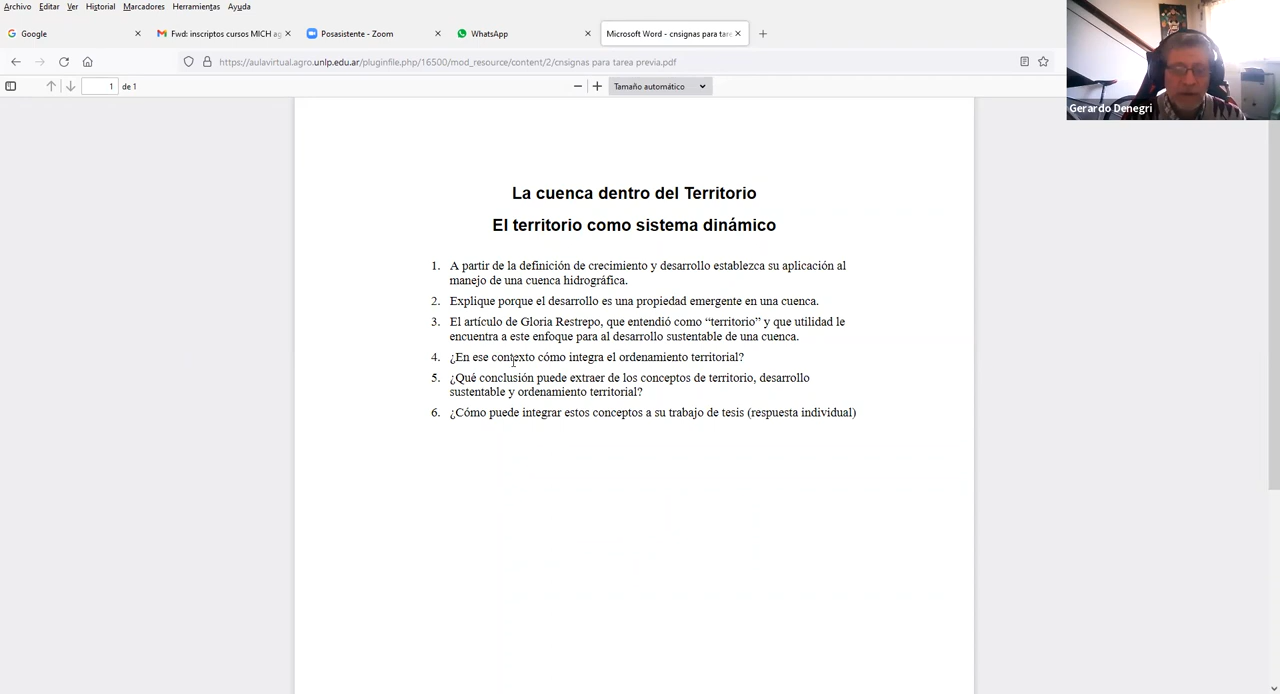 Archivo Editar Ver Historial Marcadores Herramientas Ayuda
Google
Fwd: inscriptos cursos MICH ag
Posasistente - Zoom
WhatsApp
Microsoft Word - cnsignas para tare
https://aulavirtual.agro.unlp.edu.ar/pluginfile.php/16500/mod_resource/content/2/cnsignas para tarea previa.pdf
1 de 1
Tamaño automático
Gerardo Denegri
La cuenca dentro del Territorio
El territorio como sistema dinámico
1. A partir de la definición de crecimiento y desarrollo establezca su aplicación al
manejo de una cuenca hidrográfica.
2. Explique porque el desarrollo es una propiedad emergente en una cuenca.
3. El artículo de Gloria Restrepo, que entendió como “territorio” y que utilidad le
encuentra a este enfoque para al desarrollo sustentable de una cuenca.
4. ¿En ese contexto cómo integra el ordenamiento territorial?
5. ¿Qué conclusión puede extraer de los conceptos de territorio, desarrollo
sustentable y ordenamiento territorial?
6. ¿Cómo puede integrar estos conceptos a su trabajo de tesis (respuesta individual)